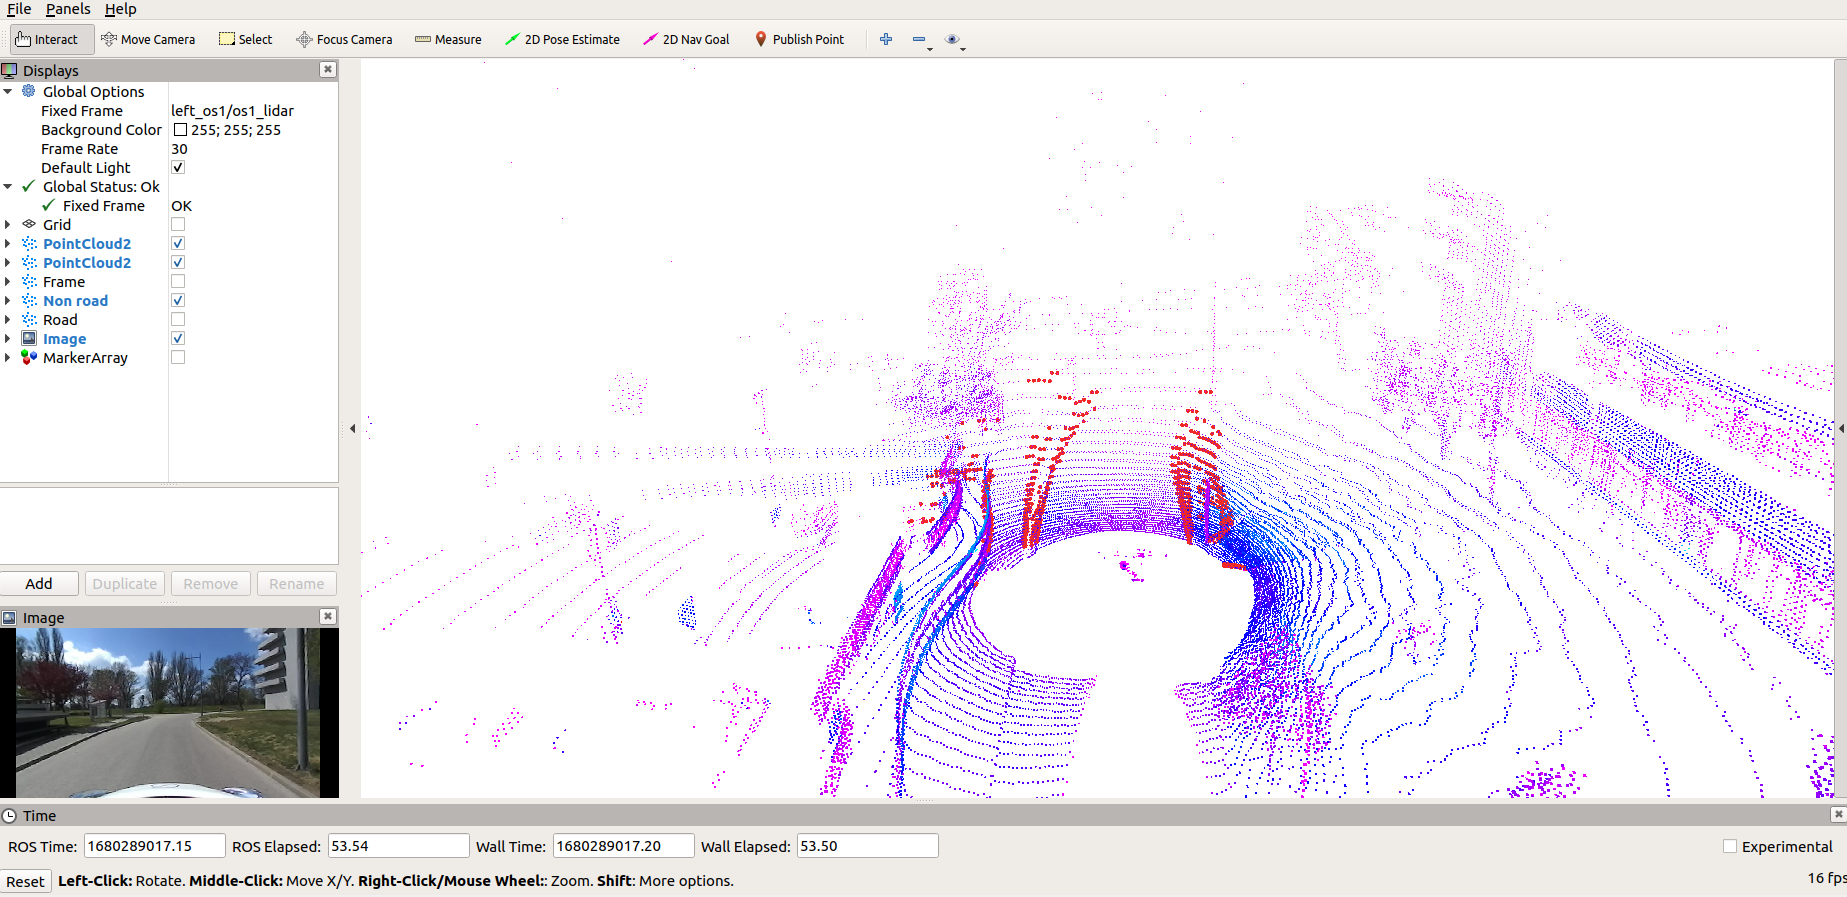 File Panels Help
Interact Move Camera Select Focus Camera Measure 2D Pose Estimate 2D Nav Goal Publish Point
Displays
Global Options
Fixed Frame left_os1/os1_lidar
Background Color 255; 255; 255
Frame Rate 30
Default Light
Global Status: Ok
Fixed Frame OK
Grid
PointCloud2
PointCloud2
Frame
Non road
Road
Image
MarkerArray
Add Duplicate Remove Rename
Image
Time
ROS Time: 1680289017.15 ROS Elapsed: 53.54 Wall Time: 1680289017.20 Wall Elapsed: 53.50 Experimental
Reset Left-Click: Rotate. Middle-Click: Move X/Y. Right-Click/Mouse Wheel:: Zoom. Shift: More options. 16 fps